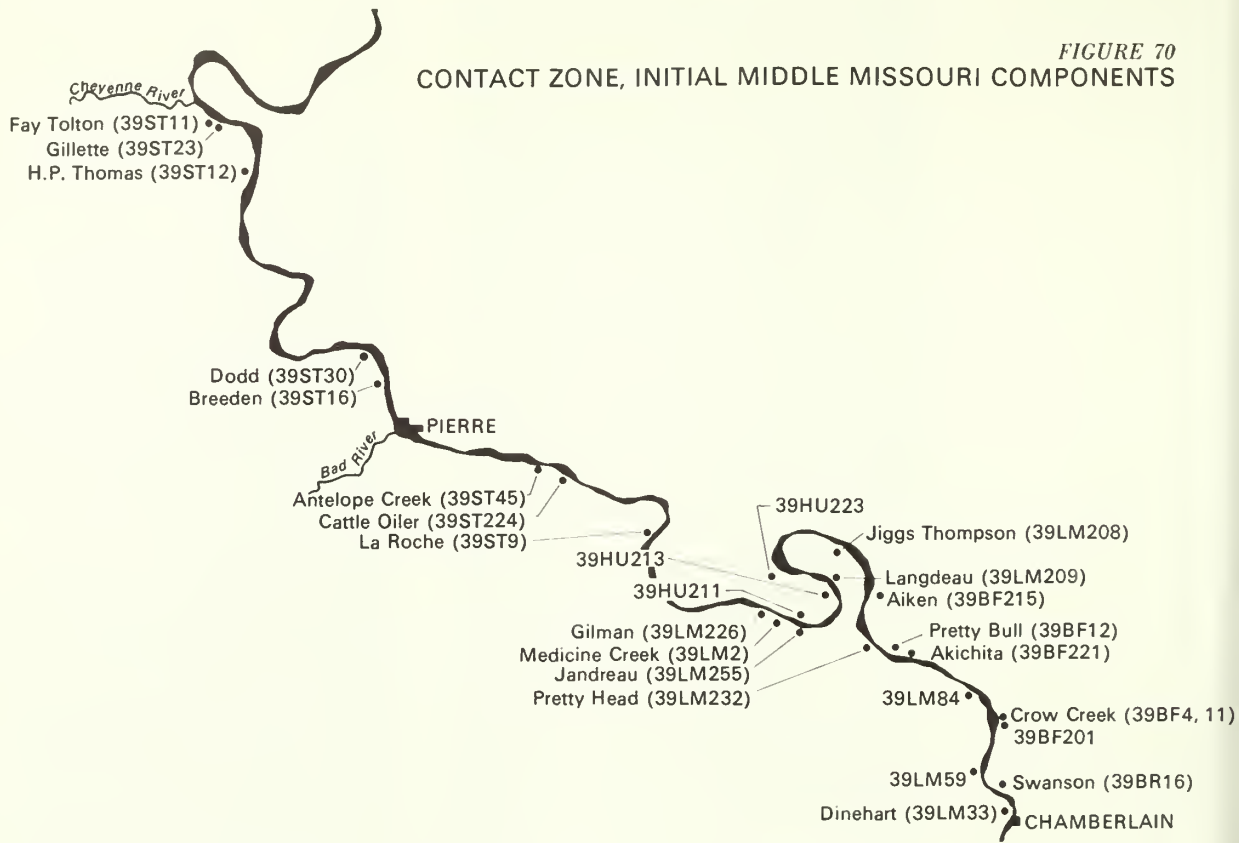 FIGURE 70
CONTACT ZONE, INITIAL MIDDLE MISSOURI COMPONENTS
Cheyenne River
Fay Tolton (39ST11)
Gillette (39ST23)
H.P. Thomas (39ST12)
Dodd (39ST30)
Breeden (39ST16)
PIERRE
Bad River
Antelope Creek (39ST45)
Cattle Oiler (39ST224)
La Roche (39ST9)
39HU223
39HU213
39HU211
Jiggs Thompson (39LM208)
Langdeau (39LM209)
Aiken (39BF215)
Gilman (39LM226)
Medicine Creek (39LM2)
Jandreau (39LM255)
Pretty Head (39LM232)
Pretty Bull (39BF12)
Akichita (39BF221)
39LM84
Crow Creek (39BF4, 11)
39BF201
39LM59
Swanson (39BR16)
Dinehart (39LM33)
CHAMBERLAIN